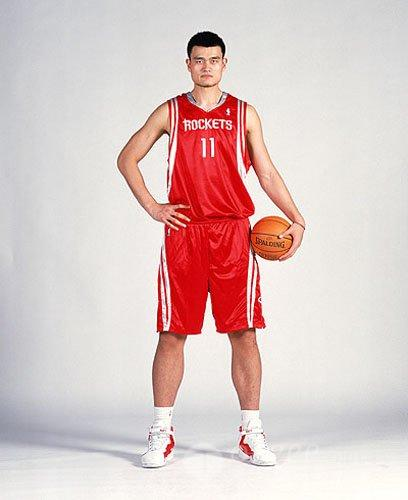 ROCKETS
11
SPALDING